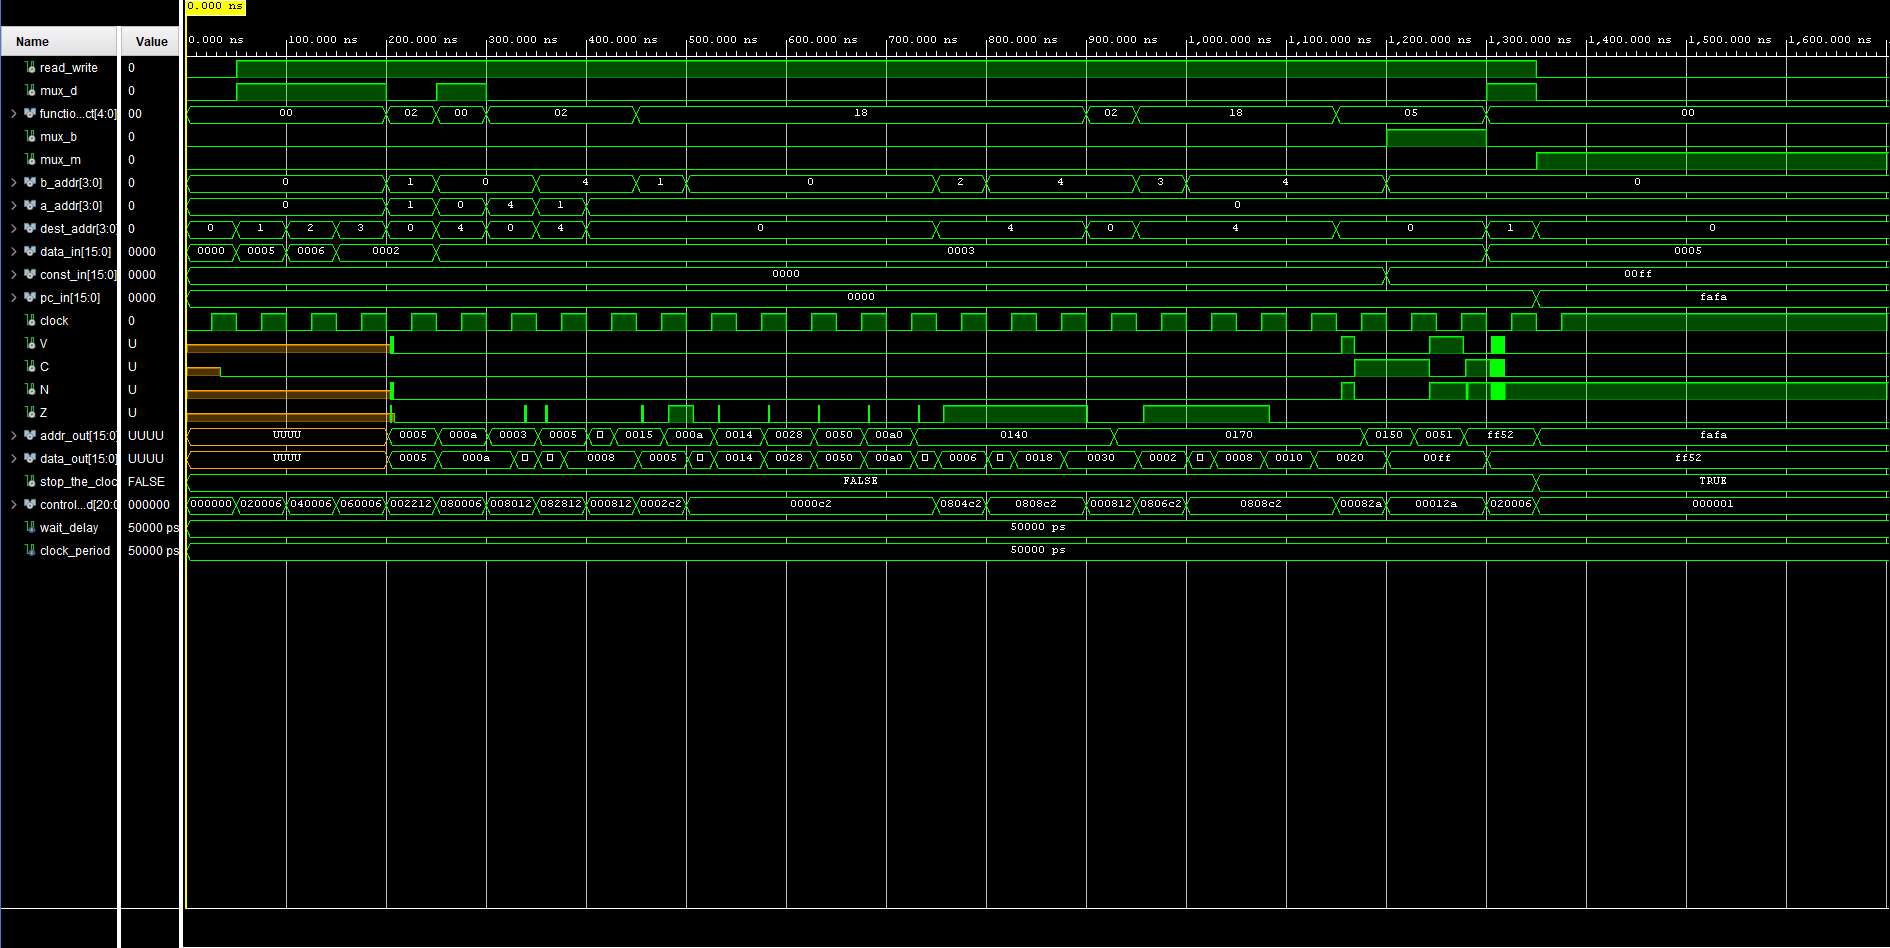 0.000 ns
Name Value 0.000 ns 100.000 ns 200.000 ns 300.000 ns 400.000 ns 500.000 ns 600.000 ns 700.000 ns 800.000 ns 900.000 ns 1,000.000 ns 1,100.000 ns 1,200.000 ns 1,300.000 ns 1,400.000 ns 1,500.000 ns 1,600.000 ns
read_write 0
mux_d 0
functio...ct[4:0] 00 00 02 00 02 18 02 18 05 00
mux_b 0
mux_m 0
b_addr[3:0] 0 0 1 0 4 1 0 2 4 3 4 0
a_addr[3:0] 0 0 1 0 4 1 0
dest_addr[3:0] 0 0 1 2 3 0 4 0 4 0 4 0 4 0 1 0
data_in[15:0] 0000 0000 0005 0006 0002 0003 0005
const_in[15:0] 0000 0000 00ff
pc_in[15:0] 0000 0000 fafa
clock 0
V U
C U
N U
Z U
addr_out[15:0] UUUU UUUU 0005 000a 0003 0005 0015 000a 0014 0028 0050 00a0 0140 0170 0150 0051 ff52 fafa
data_out[15:0] UUUU UUUU 0005 000a 0008 0005 0014 0028 0050 00a0 0006 0018 0030 0002 0008 0010 0020 00ff ff52
stop_the_cloc FALSE FALSE TRUE
control...d[20:0 000000 000000 020006 040006 060006 002212 080006 008012 082812 000812 0002c2 0000c2 0804c2 0808c2 000812 0806c2 0808c2 00082a 00012a 020006 000001
wait_delay 50000 ps 50000 ps
clock_period 50000 ps 50000 ps